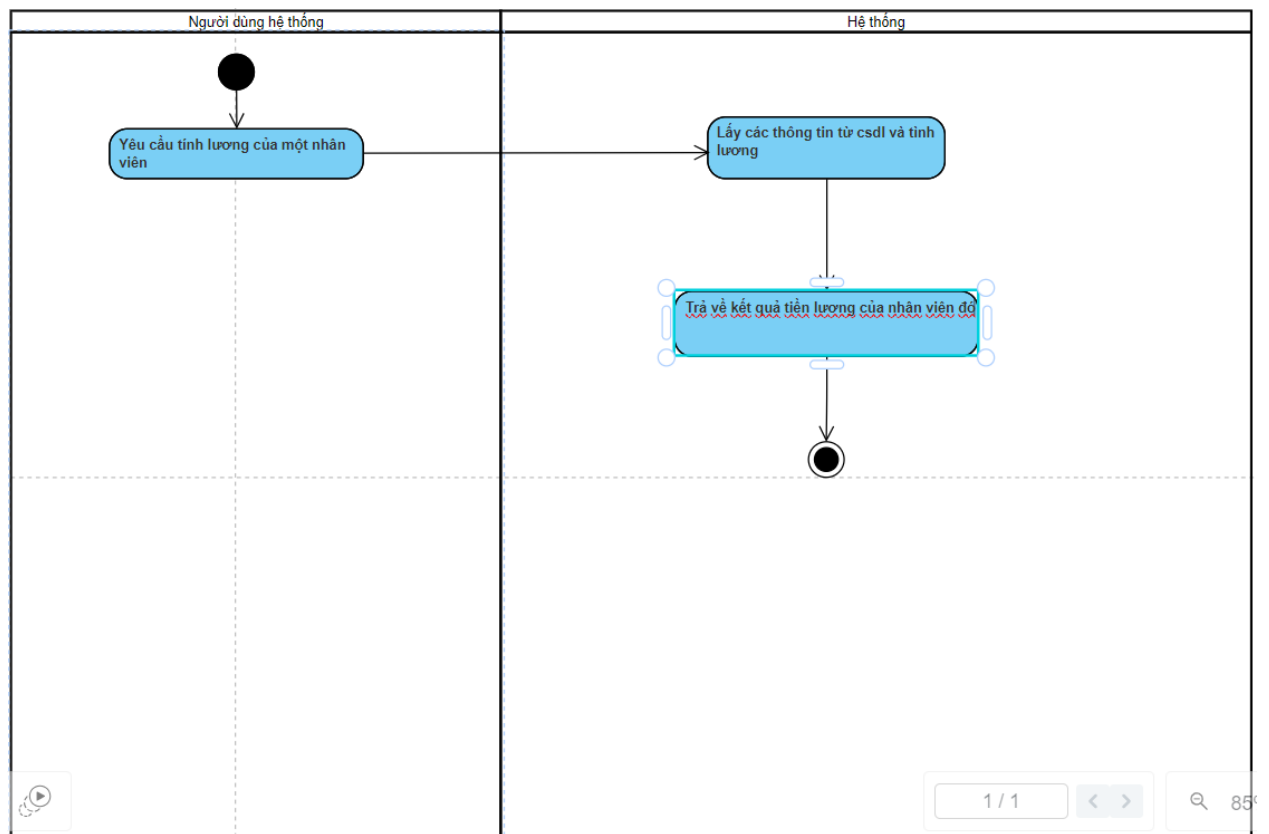 Người dùng hệ thống
Hệ thống
Yêu cầu tính lương của một nhân
viên
Lấy các thông tin từ csdl và tính
lương
Trả về kết quả tiền lương của nhân viên đó
1 / 1
85